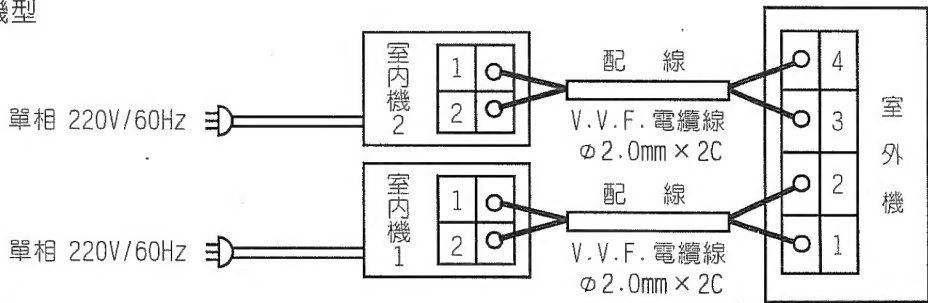 機型
單相 220V/60Hz
室內機2
1
2
配 線
V.V.F.電纜線
φ2.0mm×2C
4
3
2
1
室外機
單相 220V/60Hz
室內機1
1
2
配 線
V.V.F.電纜線
φ2.0mm×2C